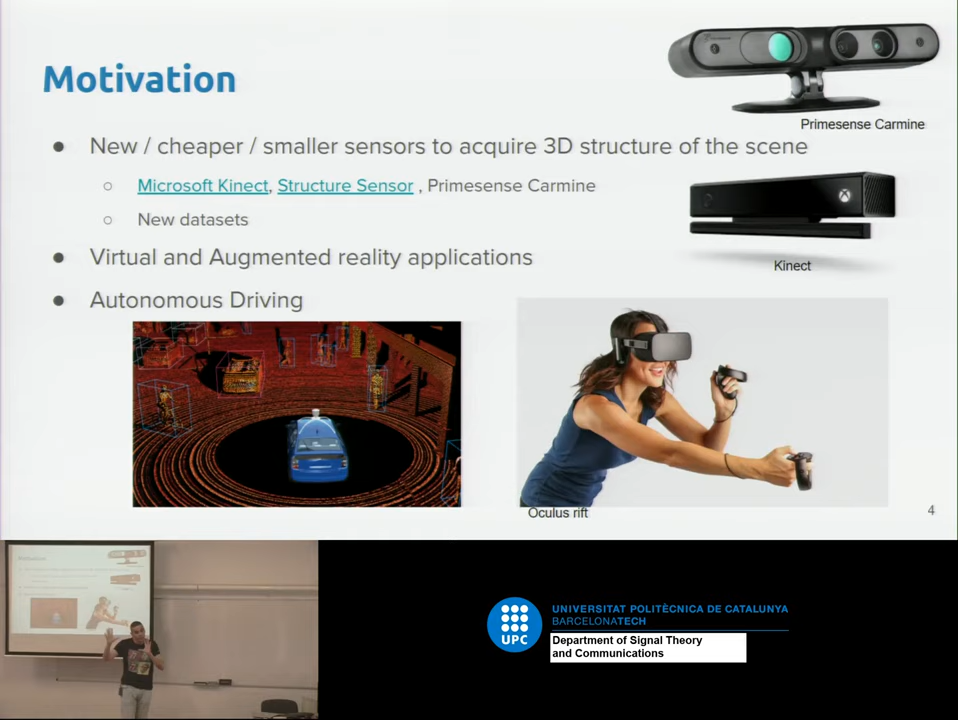 Motivation
Primesense Carmine
● New / cheaper / smaller sensors to acquire 3D structure of the scene
○ Microsoft Kinect, Structure Sensor , Primesense Carmine
○ New datasets
Kinect
● Virtual and Augmented reality applications
● Autonomous Driving
Oculus rift
4
UPC
UNIVERSITAT POLITÈCNICA DE CATALUNYA
BARCELONATECH
Department of Signal Theory
and Communications